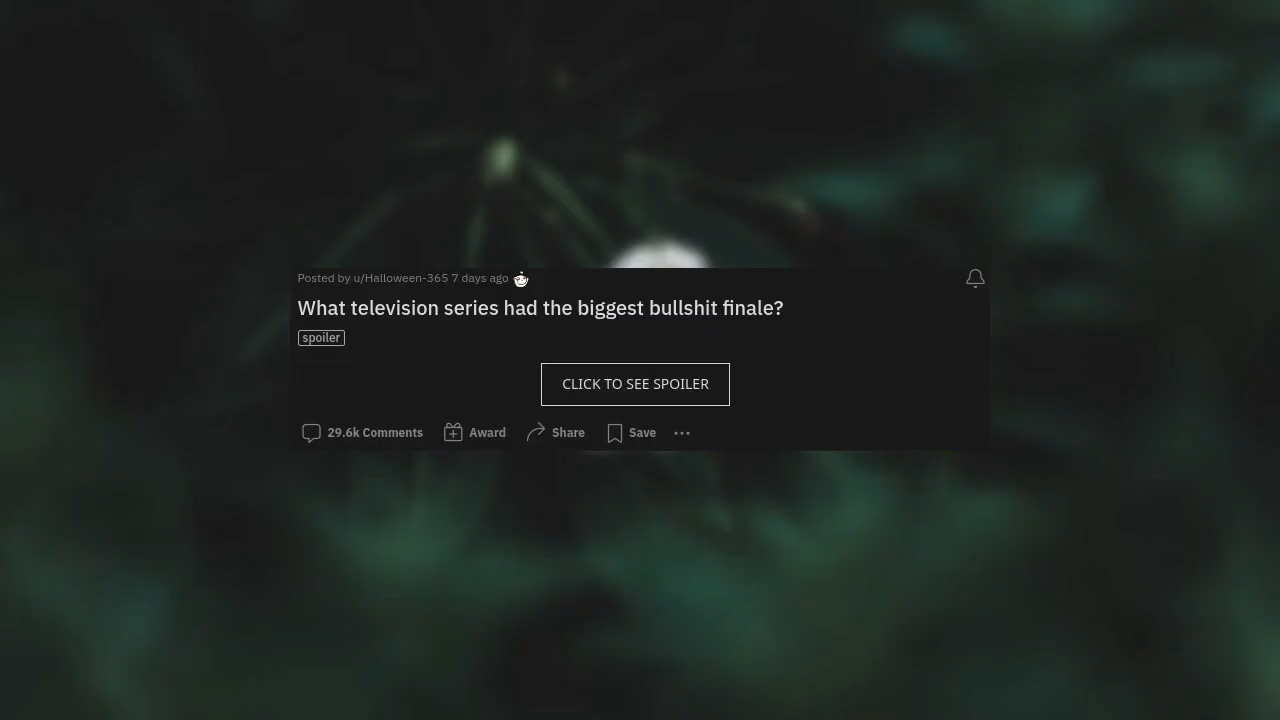 Posted by u/Halloween-365 7 days ago
What television series had the biggest bullshit finale?
spoiler
CLICK TO SEE SPOILER
29.6k Comments Award Share Save ...